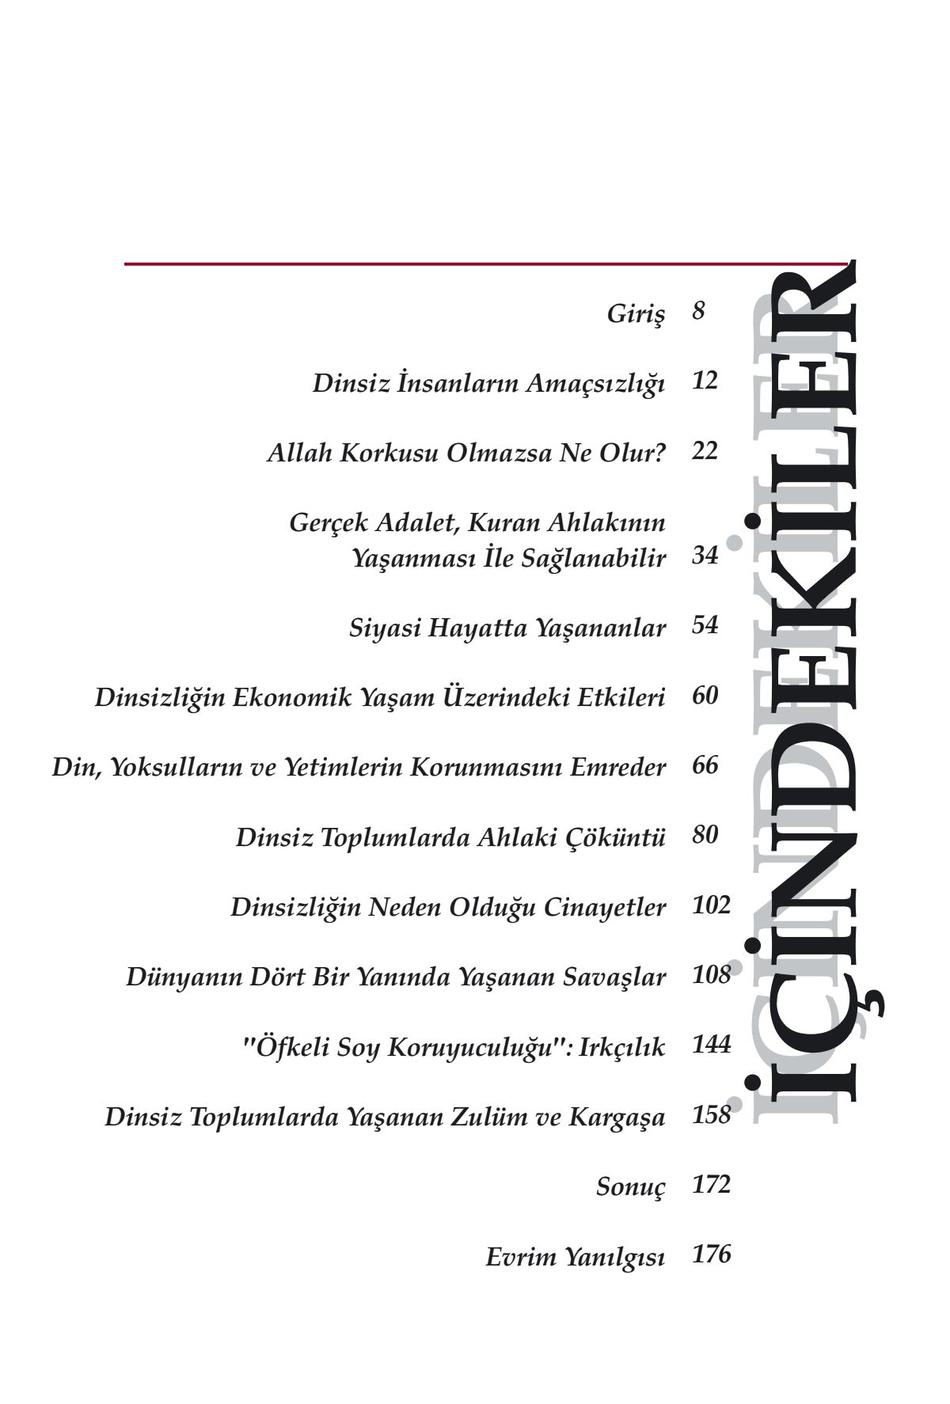 İÇİNDEKİLER
Giriş 8
Dinsiz İnsanların Amaçsızlığı 12
Allah Korkusu Olmazsa Ne Olur? 22
Gerçek Adalet, Kuran Ahlakının
Yaşanması İle Sağlanabilir 34
Siyasi Hayatta Yaşananlar 54
Dinsizliğin Ekonomik Yaşam Üzerindeki Etkileri 60
Din, Yoksulların ve Yetimlerin Korunmasını Emreder 66
Dinsiz Toplumlarda Ahlaki Çöküntü 80
Dinsizliğin Neden Olduğu Cinayetler 102
Dünyanın Dört Bir Yanında Yaşanan Savaşlar 108
"Öfkeli Soy Koruyuculuğu": Irkçılık 144
Dinsiz Toplumlarda Yaşanan Zulüm ve Kargaşa 158
Sonuç 172
Evrim Yanılgısı 176